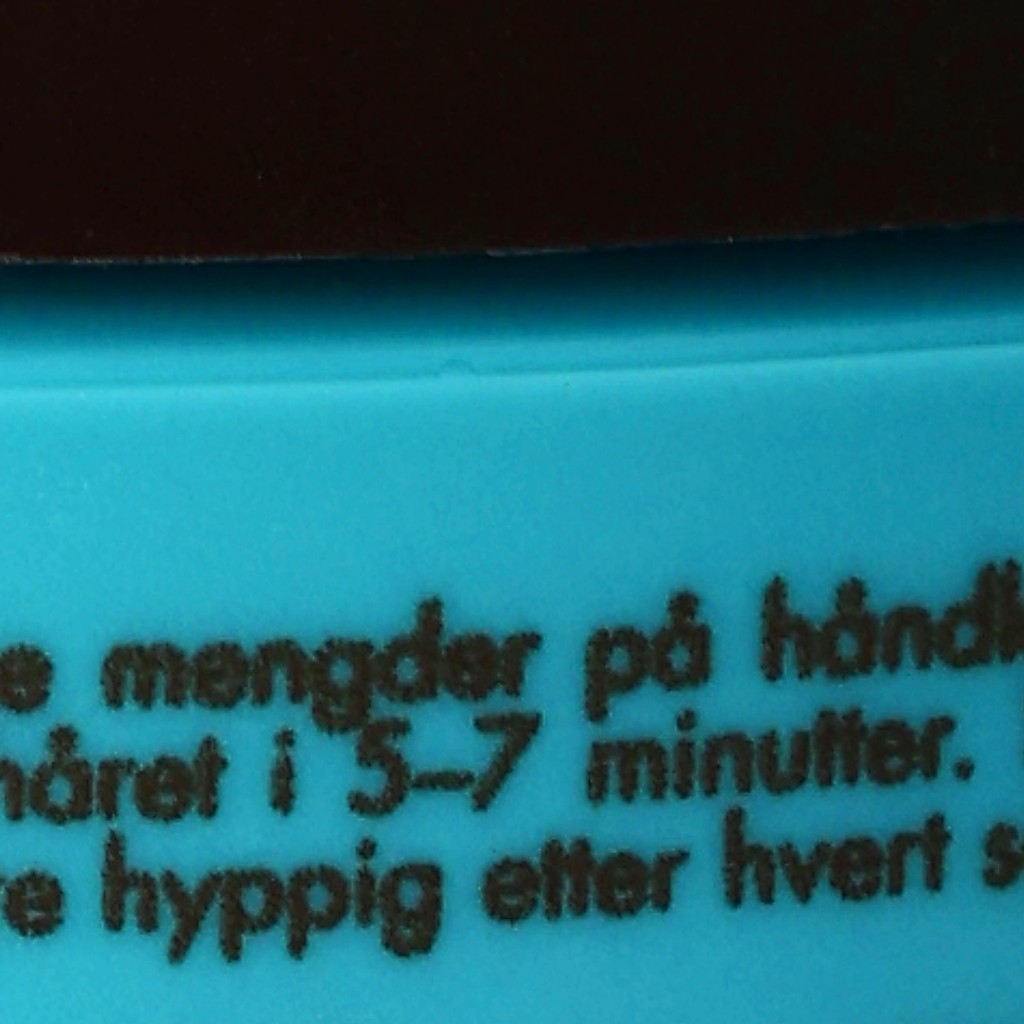 mengder på
håret i 5–7 minutter.
hyppig etter hvert